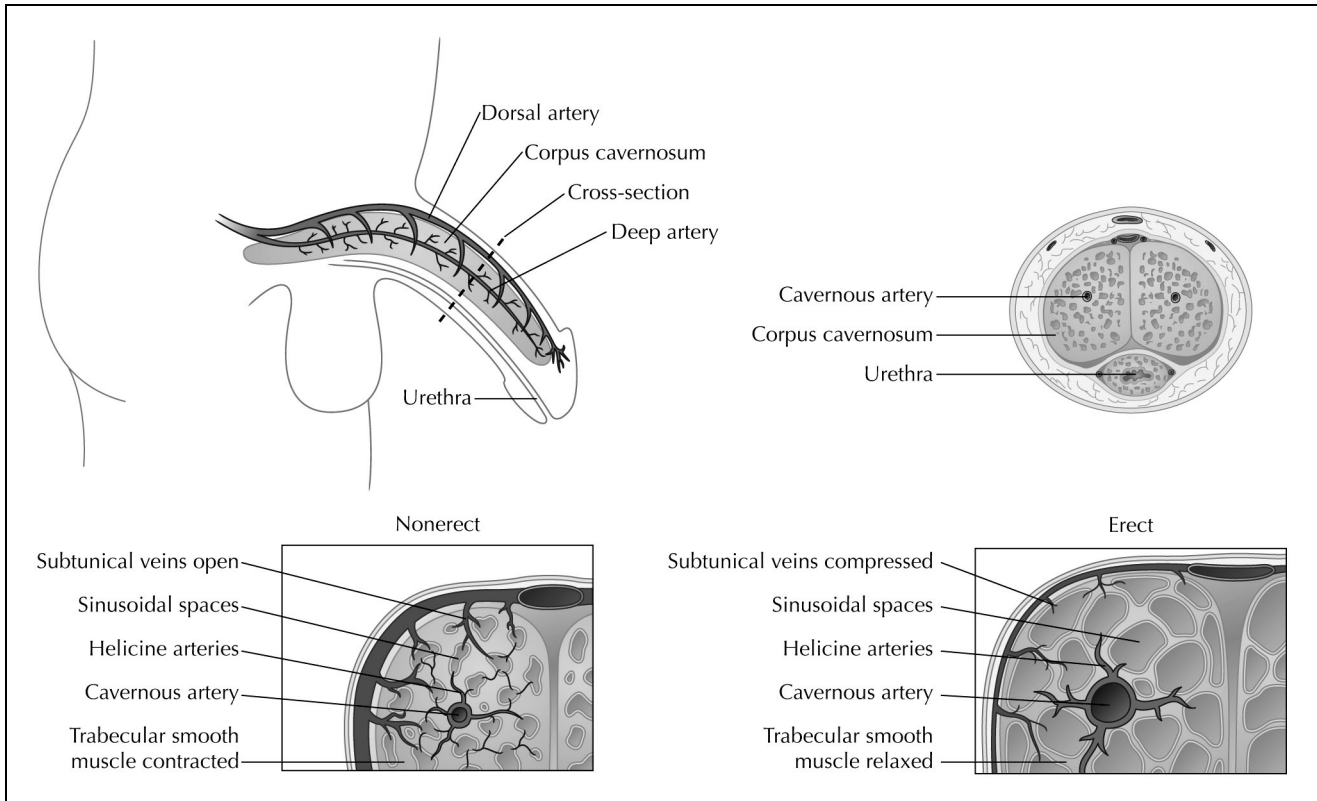 Dorsal artery
Corpus cavernosum
Cross-section
Deep artery
Urethra
Cavernous artery
Corpus cavernosum
Urethra
Nonerect
Subtunical veins open
Sinusoidal spaces
Helicine arteries
Cavernous artery
Trabecular smooth
muscle contracted
Erect
Subtunical veins compressed
Sinusoidal spaces
Helicine arteries
Cavernous artery
Trabecular smooth
muscle relaxed